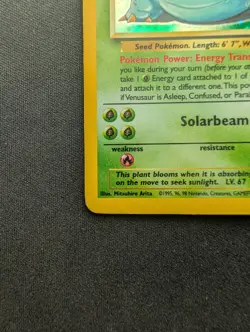 Seed Pokémon. Length: 6' 7", W
Pokémon Power: Energy Trans
you like during your turn (before your at
take 1 Energy card attached to 1 of
and attach it to a different one. This po
if Venusaur is Asleep, Confused, or Para
Solarbeam
weakness resistance
This plant blooms when it is absorbing
on the move to seek sunlight. LV. 67
Illus. Mitsuhiro Arita ©1995, 96, 98 Nintendo, Creatures, GAMEF